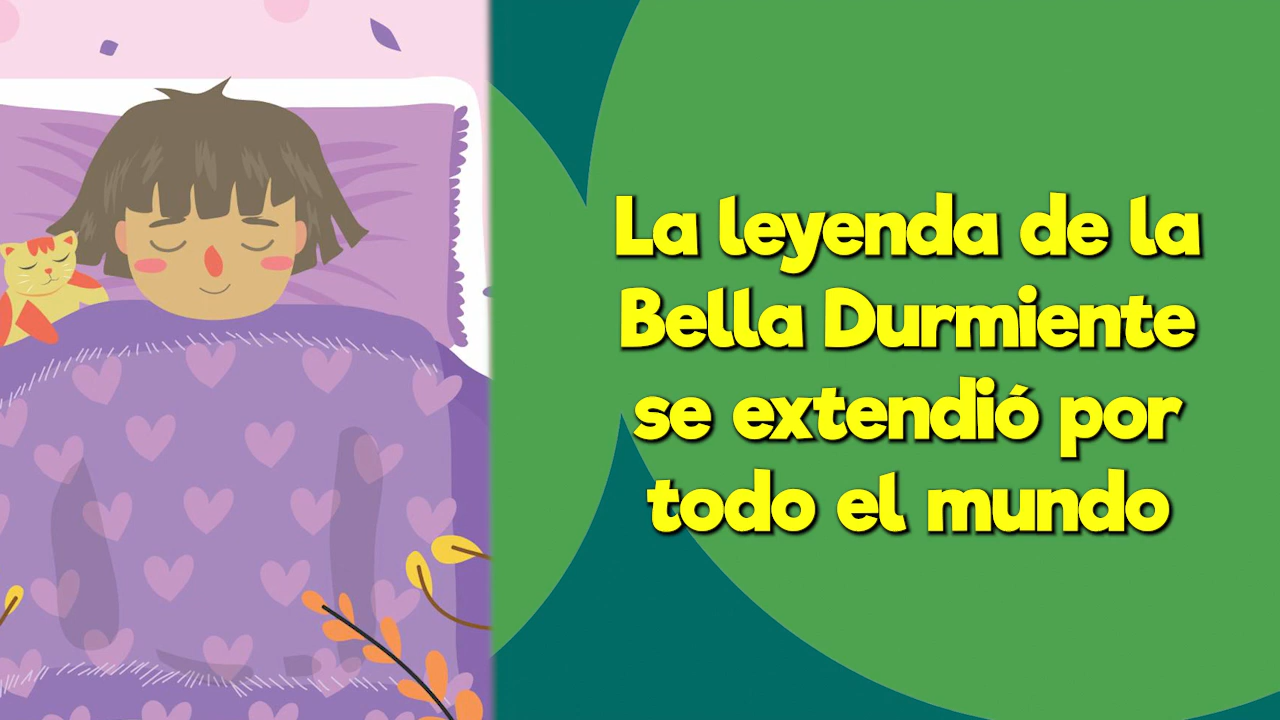 La leyenda de la
Bella Durmiente
se extendió por
todo el mundo